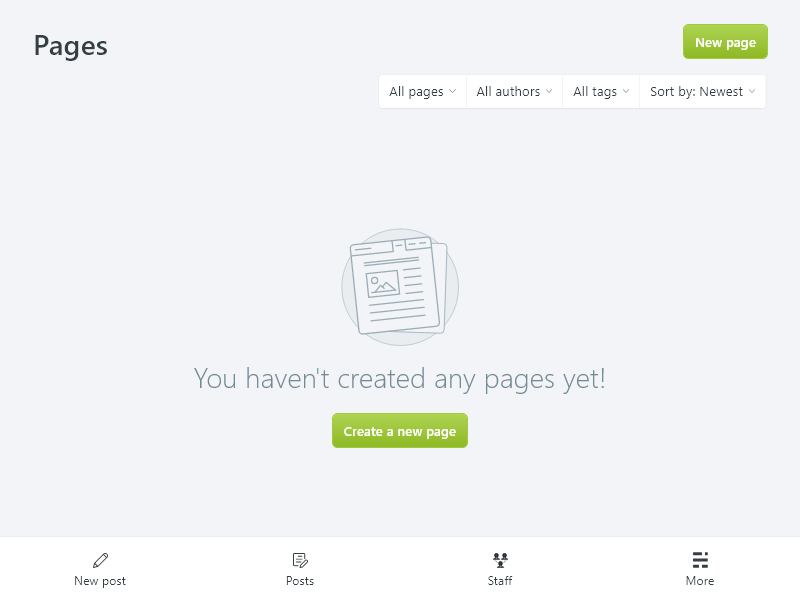 Pages
New page
All pages
All authors
All tags
Sort by: Newest
You haven't created any pages yet!
Create a new page
New post
Posts
Staff
More